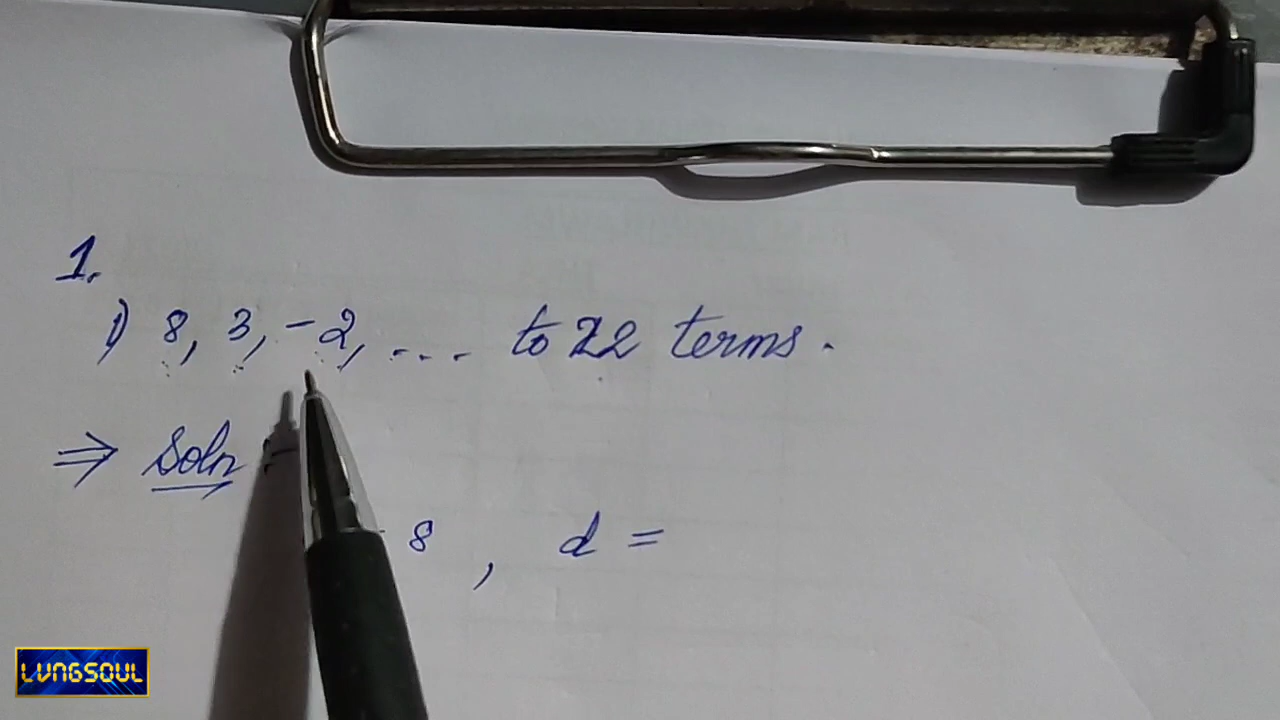 1.
i) 8, 3, -2, ... to 22 terms.
⇒ Soln
8 , d =
LUNGSOUL